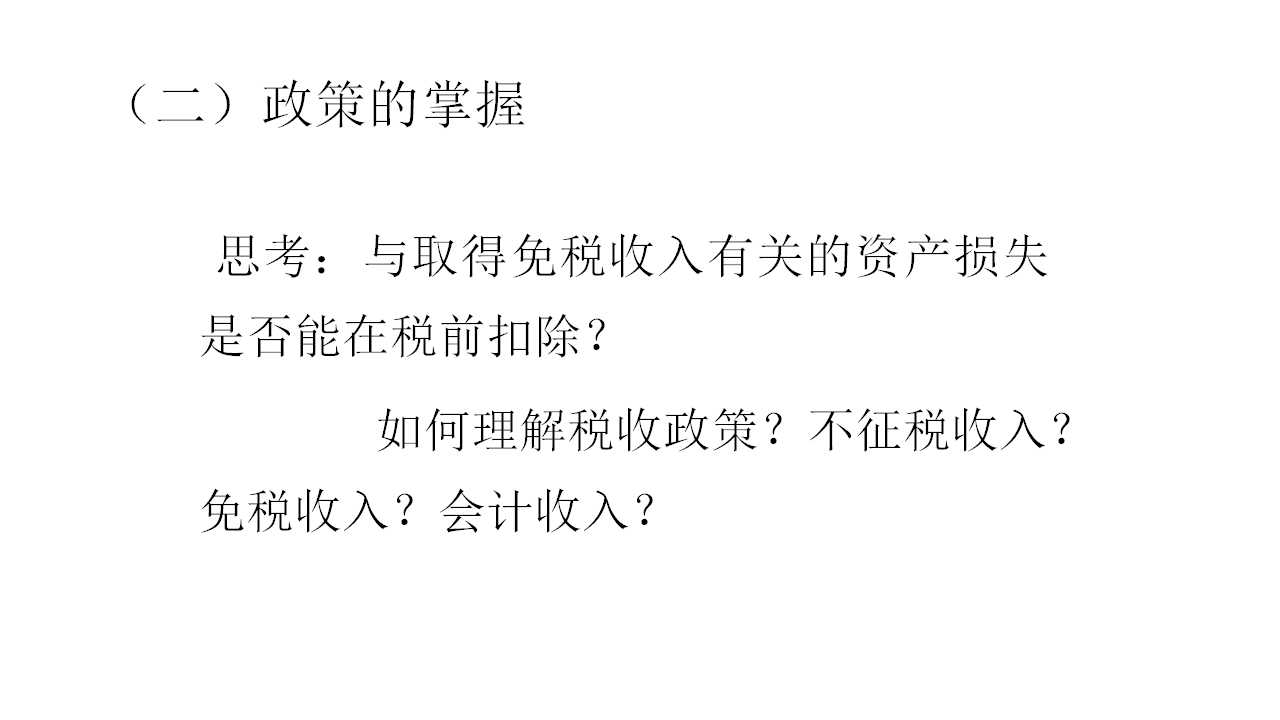 （二）政策的掌握
思考：与取得免税收入有关的资产损失
是否能在税前扣除？
如何理解税收政策？不征税收入？
免税收入？会计收入？